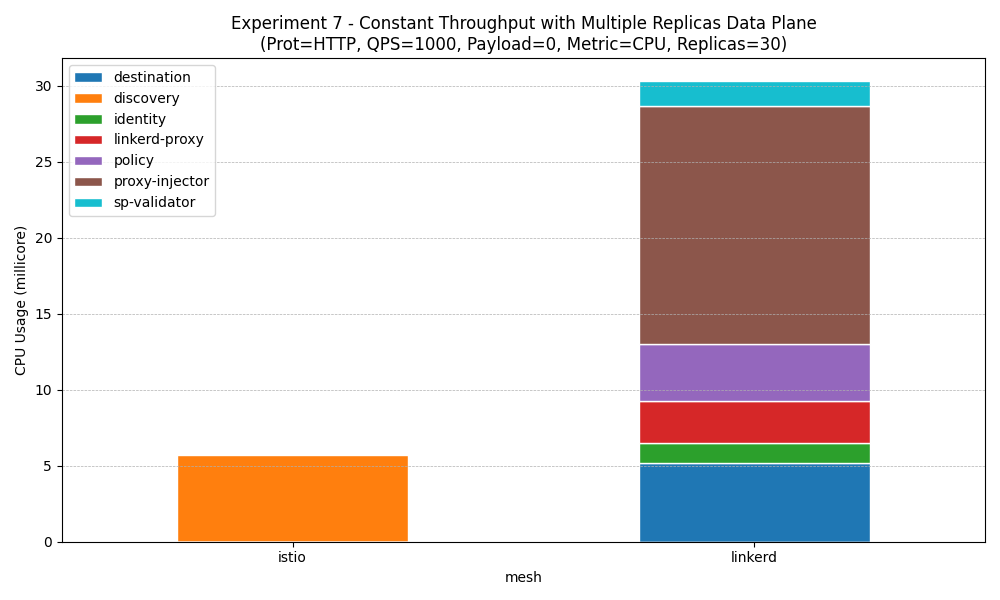 Experiment 7 - Constant Throughput with Multiple Replicas Data Plane
(Prot=HTTP, QPS=1000, Payload=0, Metric=CPU, Replicas=30)
destination
discovery
identity
linkerd-proxy
policy
proxy-injector
sp-validator
CPU Usage (millicore)
30
25
20
15
10
5
0
istio
linkerd
mesh